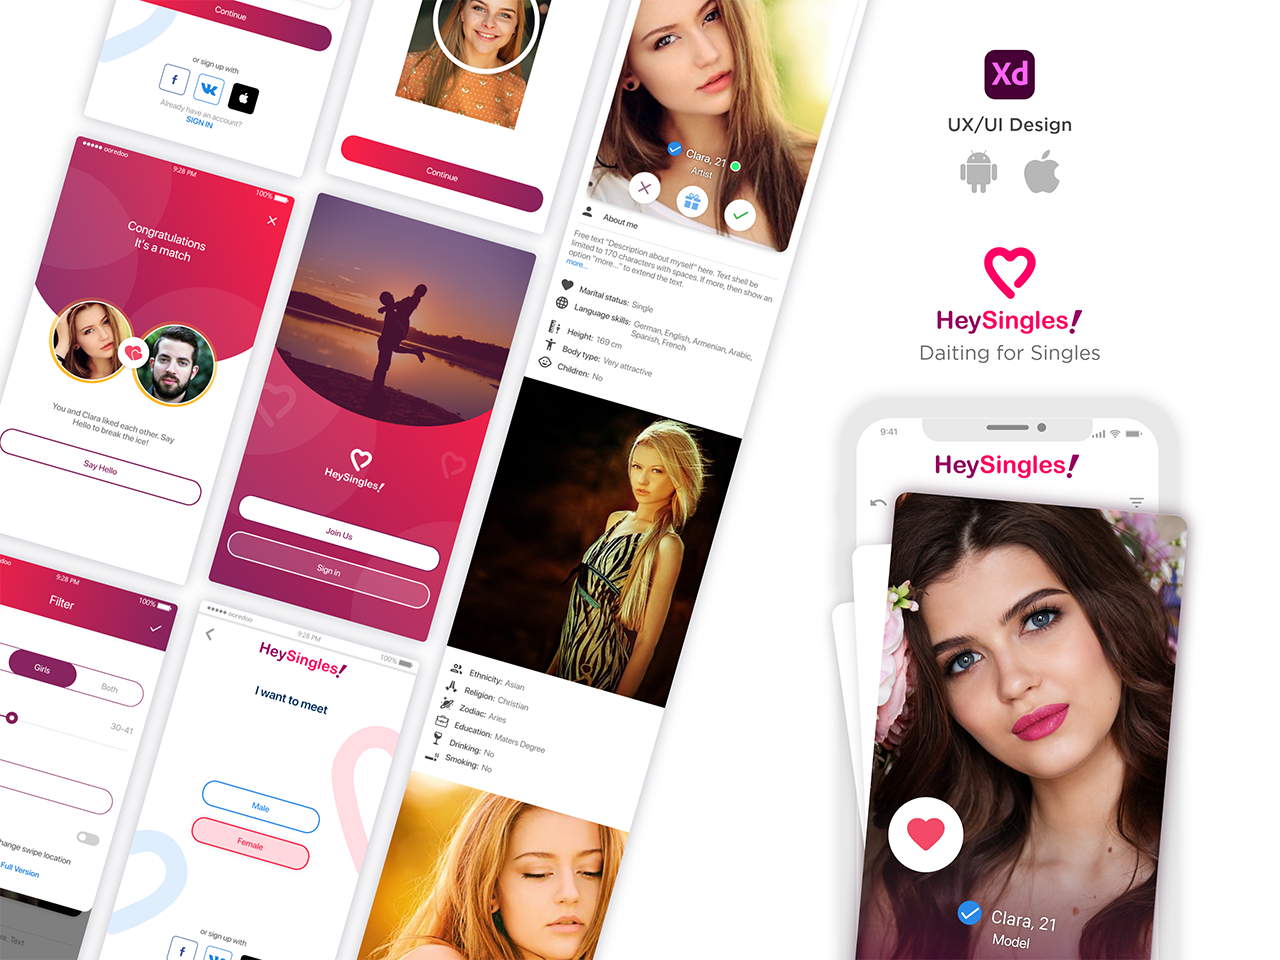 Continue
or sign up with
f
Already have an account?
SIGN IN
ooredoo
9:28 PM
100%
Congratulations
It's a match
You and Clara liked each other. Say
Hello to break the ice!
Say Hello
9:28 PM
100%
Filter
Girls
Both
30-41
change swipe location
Full Version
Text
Continue
HeySingles!
Join Us
Sign in
ooredoo
9:28 PM
100%
HeySingles!
I want to meet
Male
Female
or sign up with
f
Clara, 21
Artist
About me
Free text "Description about myself" here. Text shell be
limited to 170 characters with spaces. If more, then show an
option "more..." to extend the text.
more...
Marital status: Single
Language skills: German, English, Armenian, Arabic,
Spanish, French
Height: 169 cm
Body type: Very attractive
Children: No
Ethnicity: Asian
Religion: Christian
Zodiac: Aries
Education: Maters Degree
Drinking: No
Smoking: No
Xd
UX/UI Design
HeySingles!
Daiting for Singles
9:41
HeySingles!
Clara, 21
Model